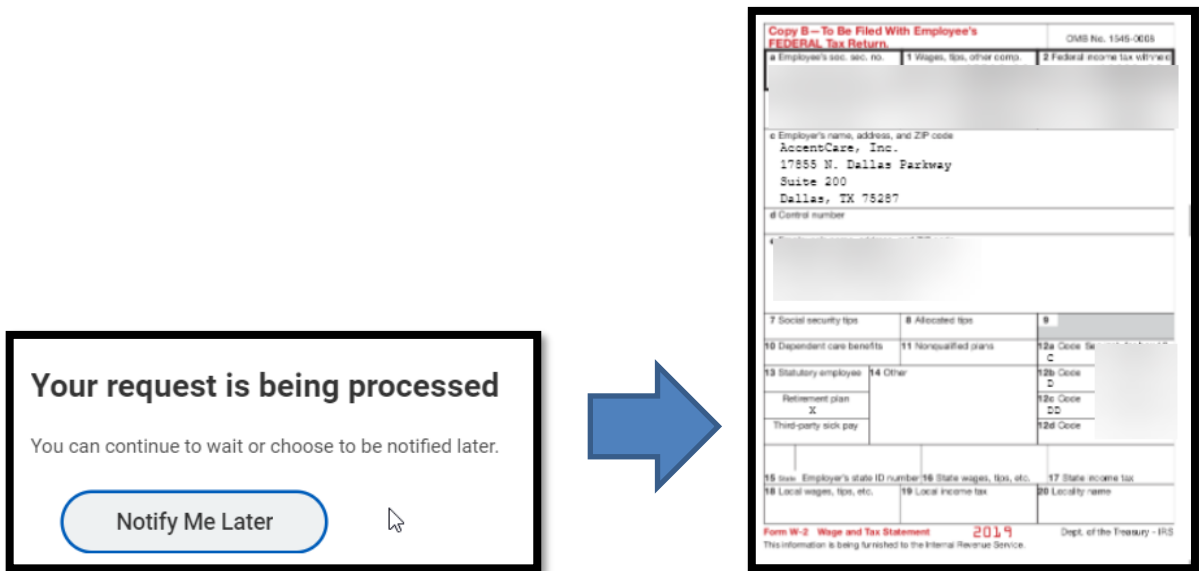 Your request is being processed
You can continue to wait or choose to be notified later.
Notify Me Later
Copy B—To Be Filed With Employee's
FEDERAL Tax Return.
OMB No. 1545-0008
a Employee's soc. sec. no.
1 Wages, tips, other comp.
2 Federal income tax withheld
c Employer's name, address, and ZIP code
AccentCare, Inc.
17855 N. Dallas Parkway
Suite 200
Dallas, TX 75287
d Control number
7 Social security tips
8 Allocated tips
9
10 Dependent care benefits
11 Nonqualified plans
12a Code
C
13 Statutory employee
14 Other
12b Code
D
Retirement plan
X
12c Code
DD
Third-party sick pay
12d Code
15 State Employer's state ID number
16 State wages, tips, etc.
17 State income tax
18 Local wages, tips, etc.
19 Local income tax
20 Locality name
Form W-2 Wage and Tax Statement
2019
Dept. of the Treasury - IRS
This information is being furnished to the Internal Revenue Service.